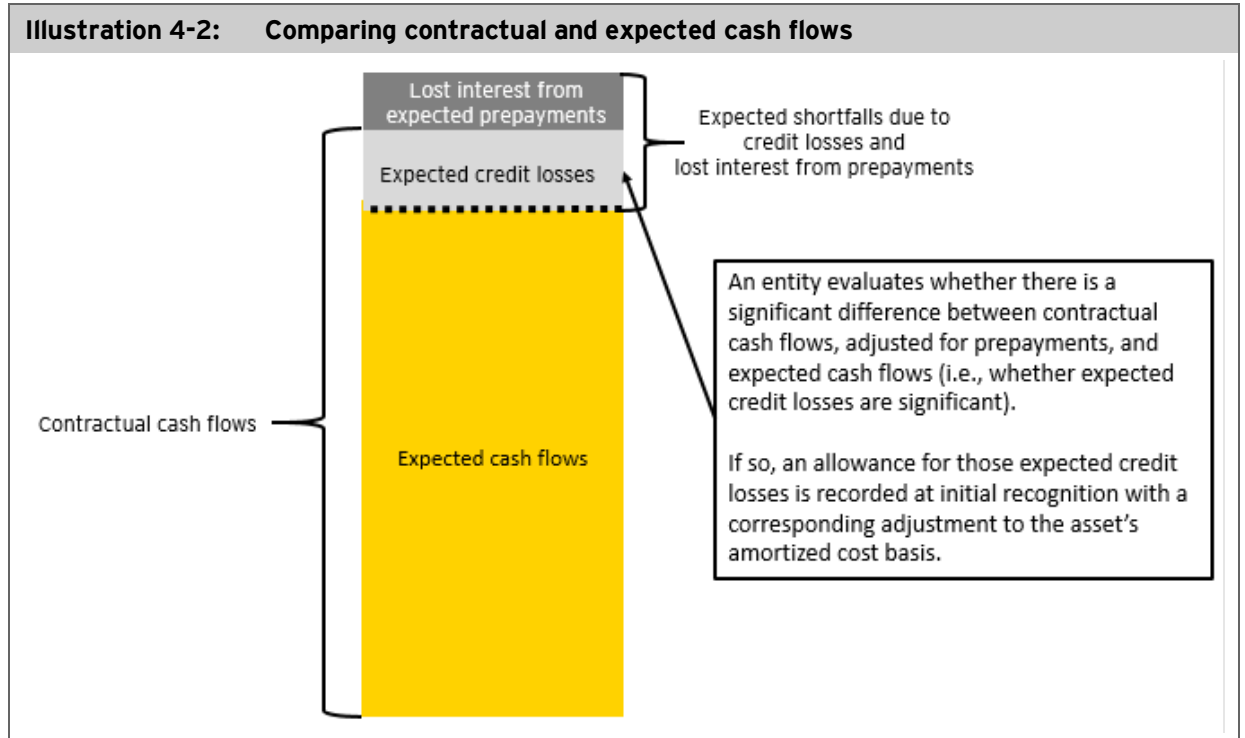 Illustration 4-2: Comparing contractual and expected cash flows
Lost interest from
expected prepayments
Expected shortfalls due to
credit losses and
lost interest from prepayments
Expected credit losses
An entity evaluates whether there is a
significant difference between contractual
cash flows, adjusted for prepayments, and
expected cash flows (i.e., whether expected
credit losses are significant).
If so, an allowance for those expected credit
losses is recorded at initial recognition with a
corresponding adjustment to the asset's
amortized cost basis.
Contractual cash flows
Expected cash flows